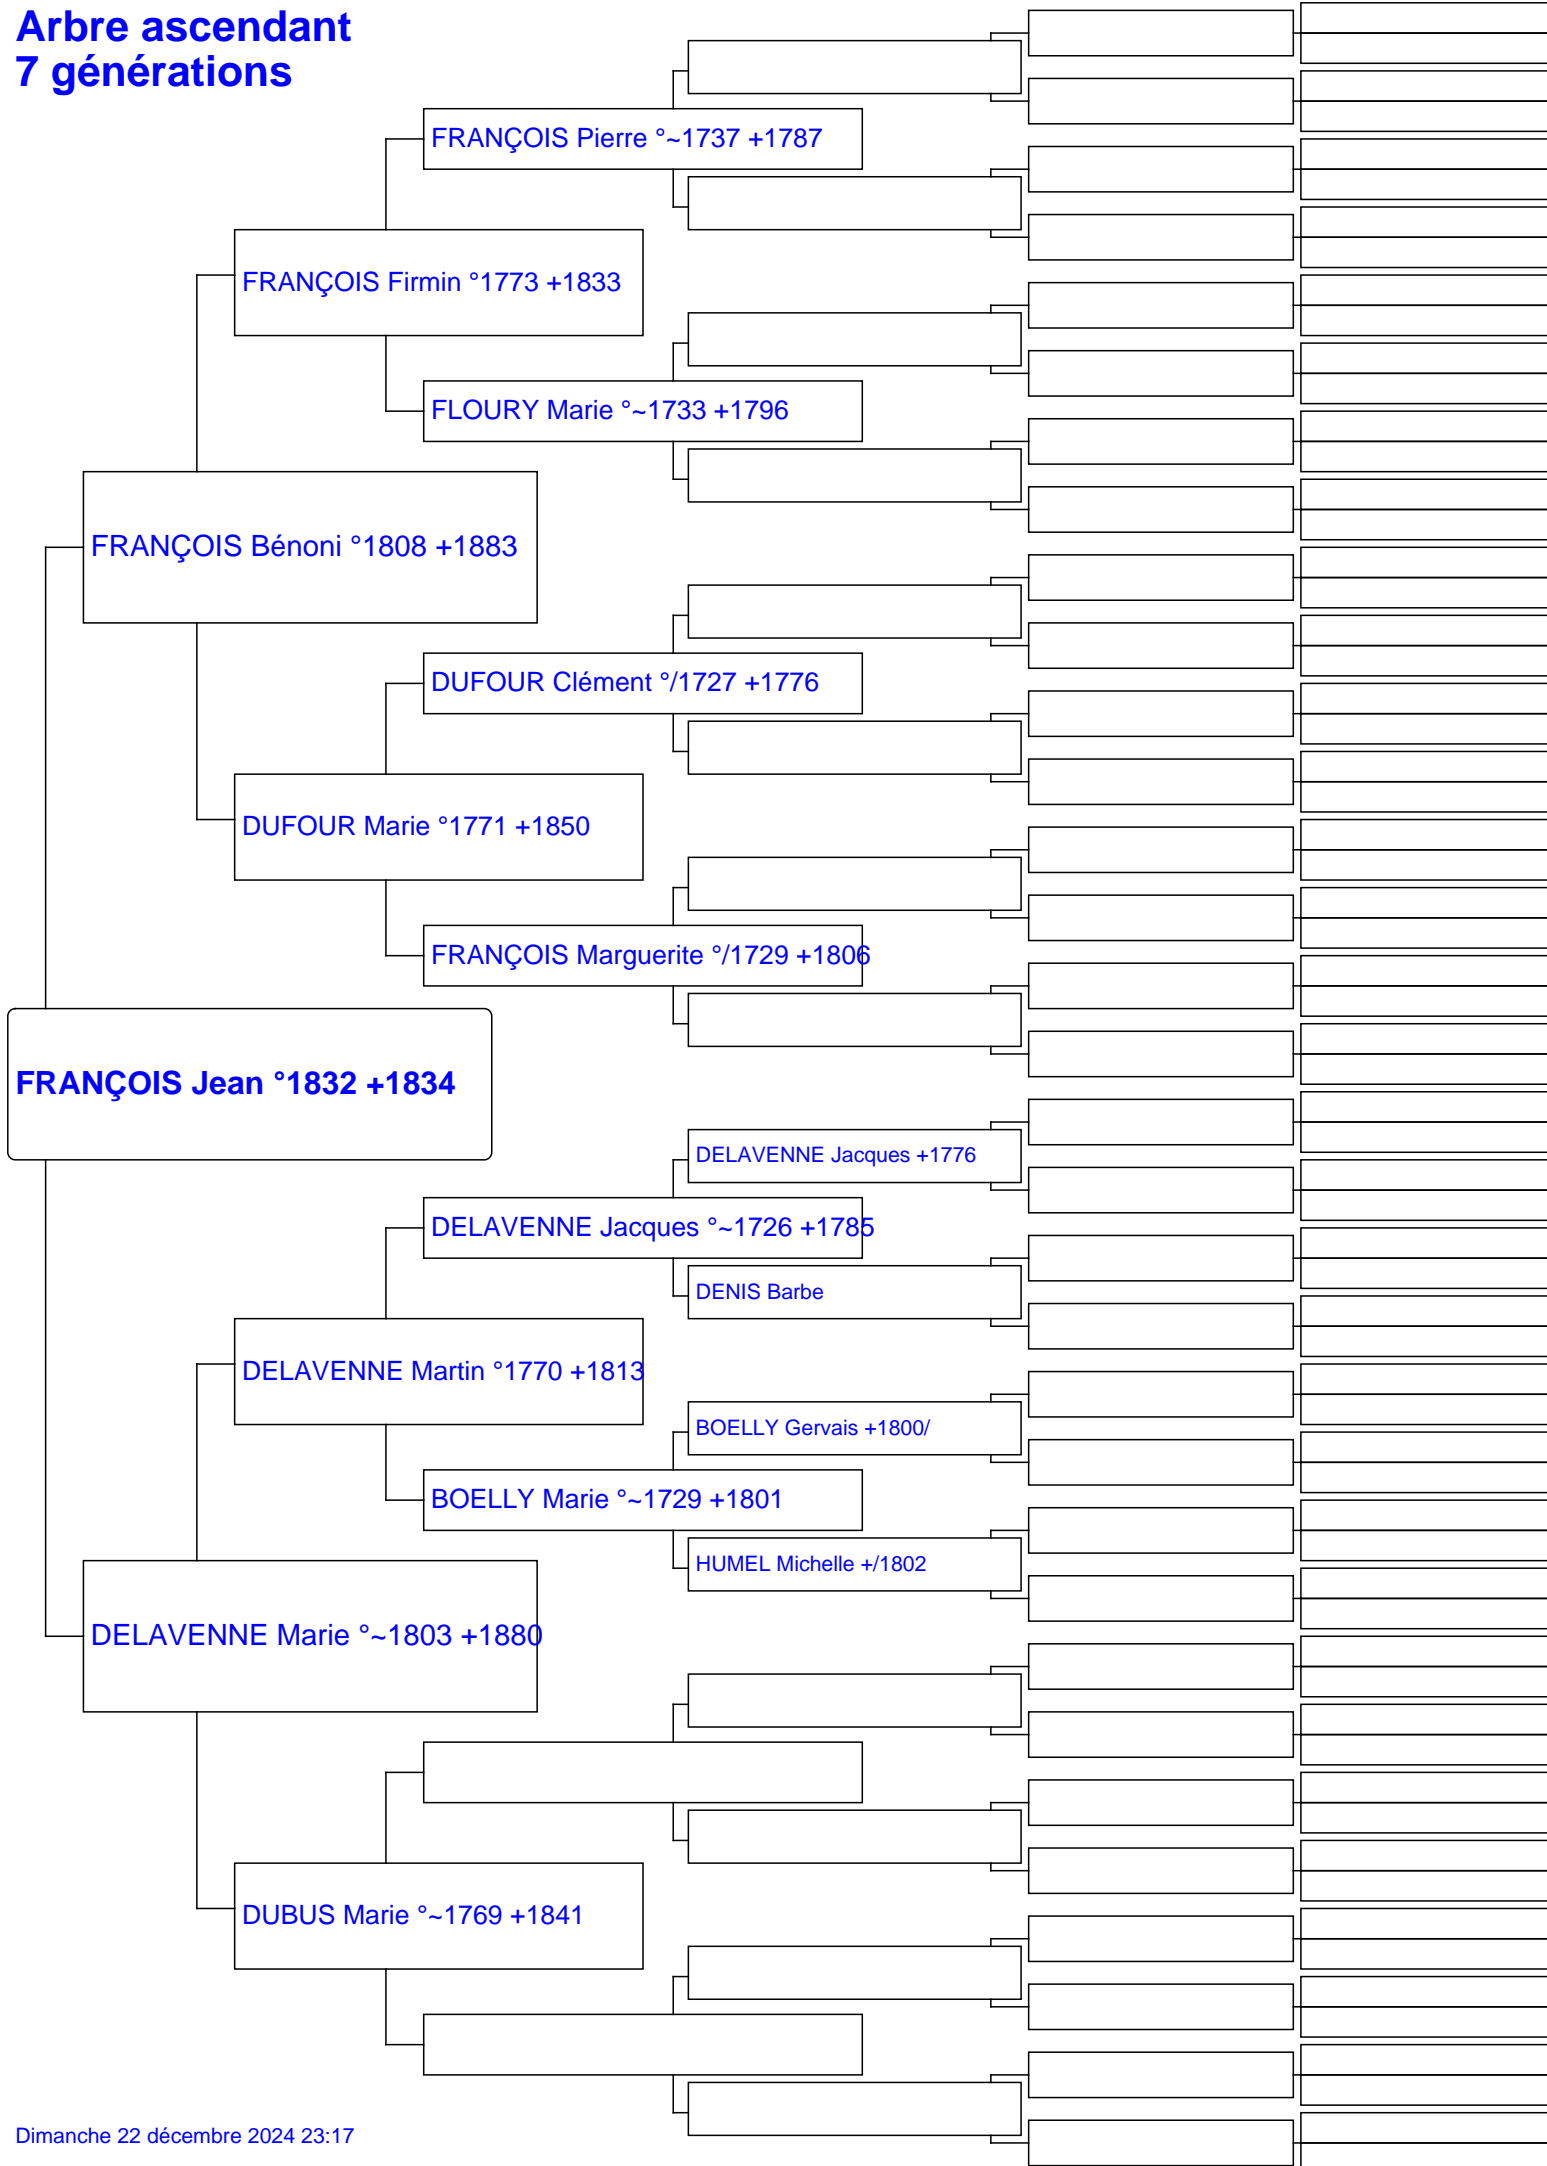 Arbre ascendant
7 générations
FRANÇOIS Pierre °~1737 +1787
FRANÇOIS Firmin °1773 +1833
FLOURY Marie °~1733 +1796
FRANÇOIS Bénoni °1808 +1883
DUFOUR Clément °/1727 +1776
DUFOUR Marie °1771 +1850
FRANÇOIS Marguerite °/1729 +1806
FRANÇOIS Jean °1832 +1834
DELAVENNE Jacques +1776
DELAVENNE Jacques °~1726 +1785
DENIS Barbe
DELAVENNE Martin °1770 +1813
BOELLY Gervais +1800/
BOELLY Marie °~1729 +1801
HUMEL Michelle +/1802
DELAVENNE Marie °~1803 +1880
DUBUS Marie °~1769 +1841
Dimanche 22 décembre 2024 23:17